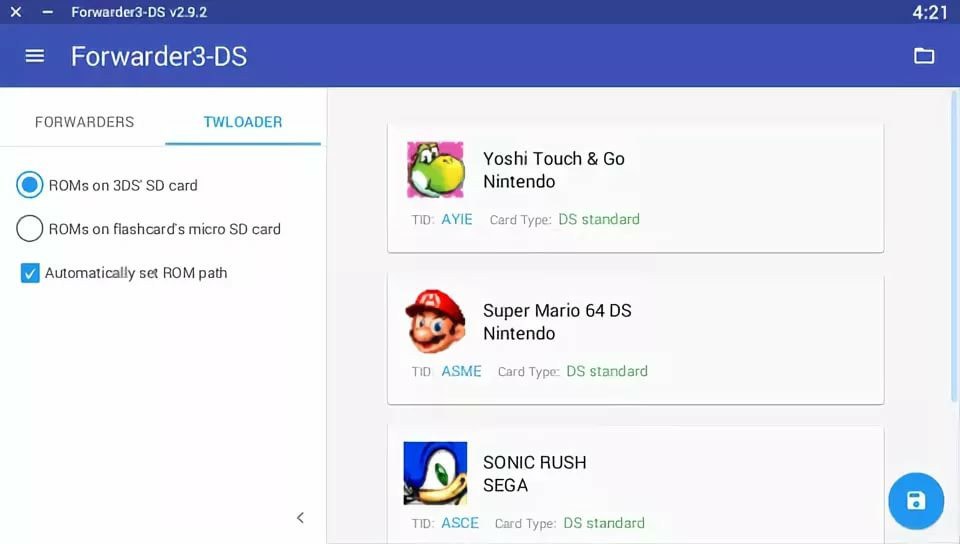 Forwarder3-DS v2.9.2
4:21
Forwarder3-DS
FORWARDERS
TWLOADER
ROMs on 3DS' SD card
ROMs on flashcard's micro SD card
Automatically set ROM path
Yoshi Touch & Go
Nintendo
TID: AYIE Card Type: DS standard
Super Mario 64 DS
Nintendo
TID: ASME Card Type: DS standard
SONIC RUSH
SEGA
TID: ASCE Card Type: DS standard